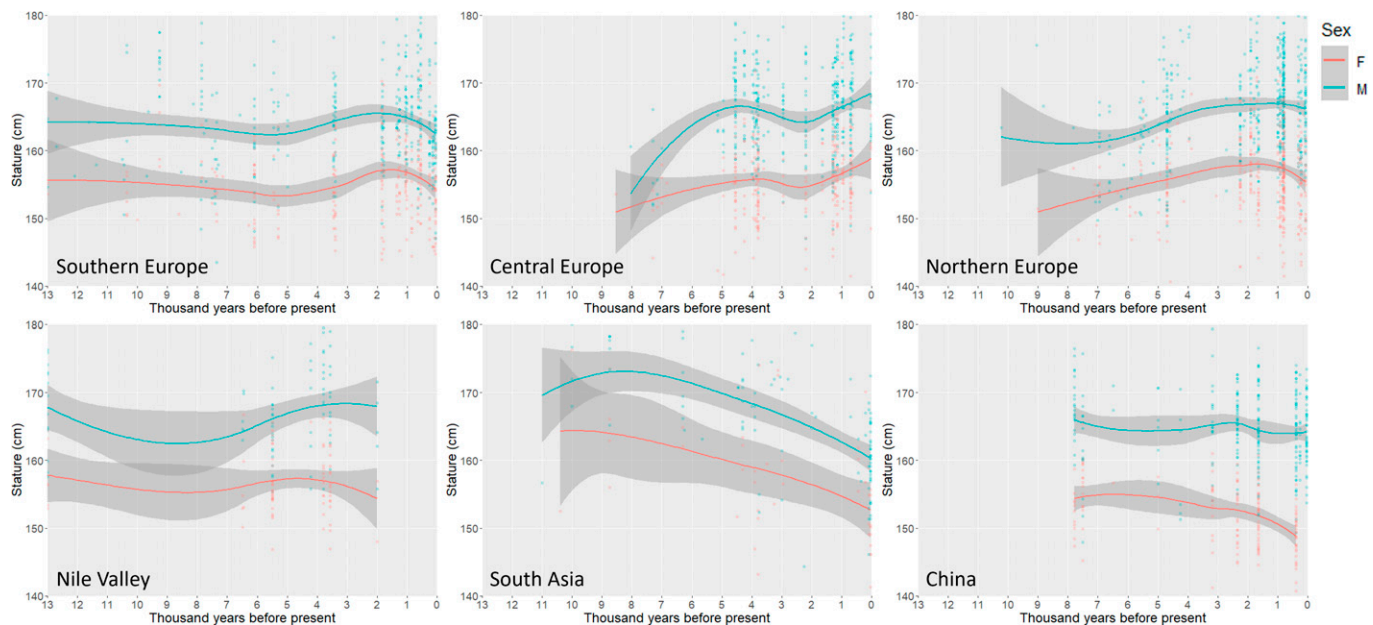 180
170
160
150
140
Stature (cm)
Southern Europe
13 12 11 10 9 8 7 6 5 4 3 2 1 0
Thousand years before present
180
170
160
150
140
Stature (cm)
Central Europe
13 12 11 10 9 8 7 6 5 4 3 2 1 0
Thousand years before present
180
170
160
150
140
Stature (cm)
Northern Europe
13 12 11 10 9 8 7 6 5 4 3 2 1 0
Thousand years before present
Sex
F
M
180
170
160
150
140
Stature (cm)
Nile Valley
13 12 11 10 9 8 7 6 5 4 3 2 1 0
Thousand years before present
180
170
160
150
140
Stature (cm)
South Asia
13 12 11 10 9 8 7 6 5 4 3 2 1 0
Thousand years before present
180
170
160
150
140
Stature (cm)
China
13 12 11 10 9 8 7 6 5 4 3 2 1 0
Thousand years before present